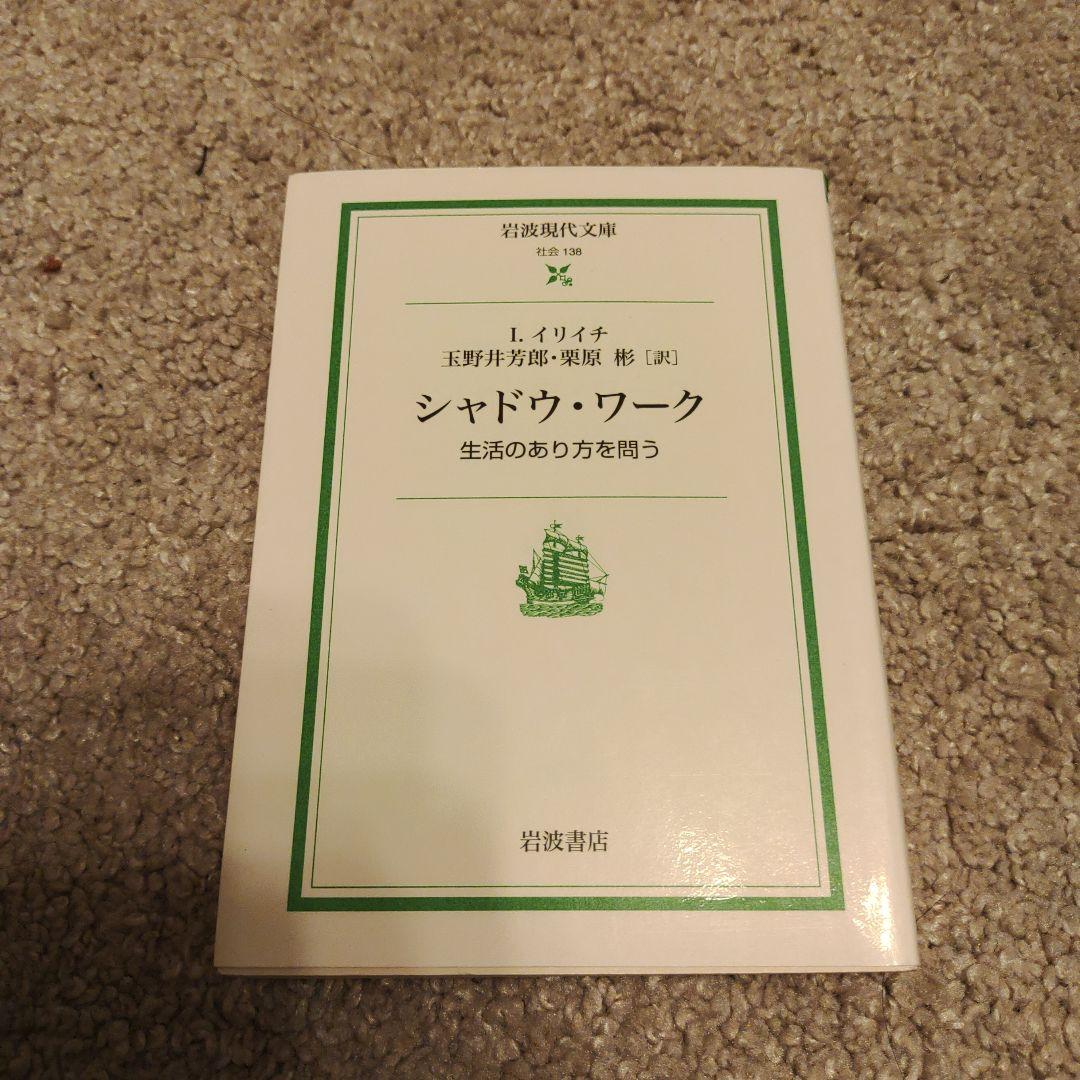 岩波現代文庫
社会 138
I. イリイチ
玉野井芳郎・栗原 彬［訳］
シャドウ・ワーク
生活のあり方を問う
岩波書店